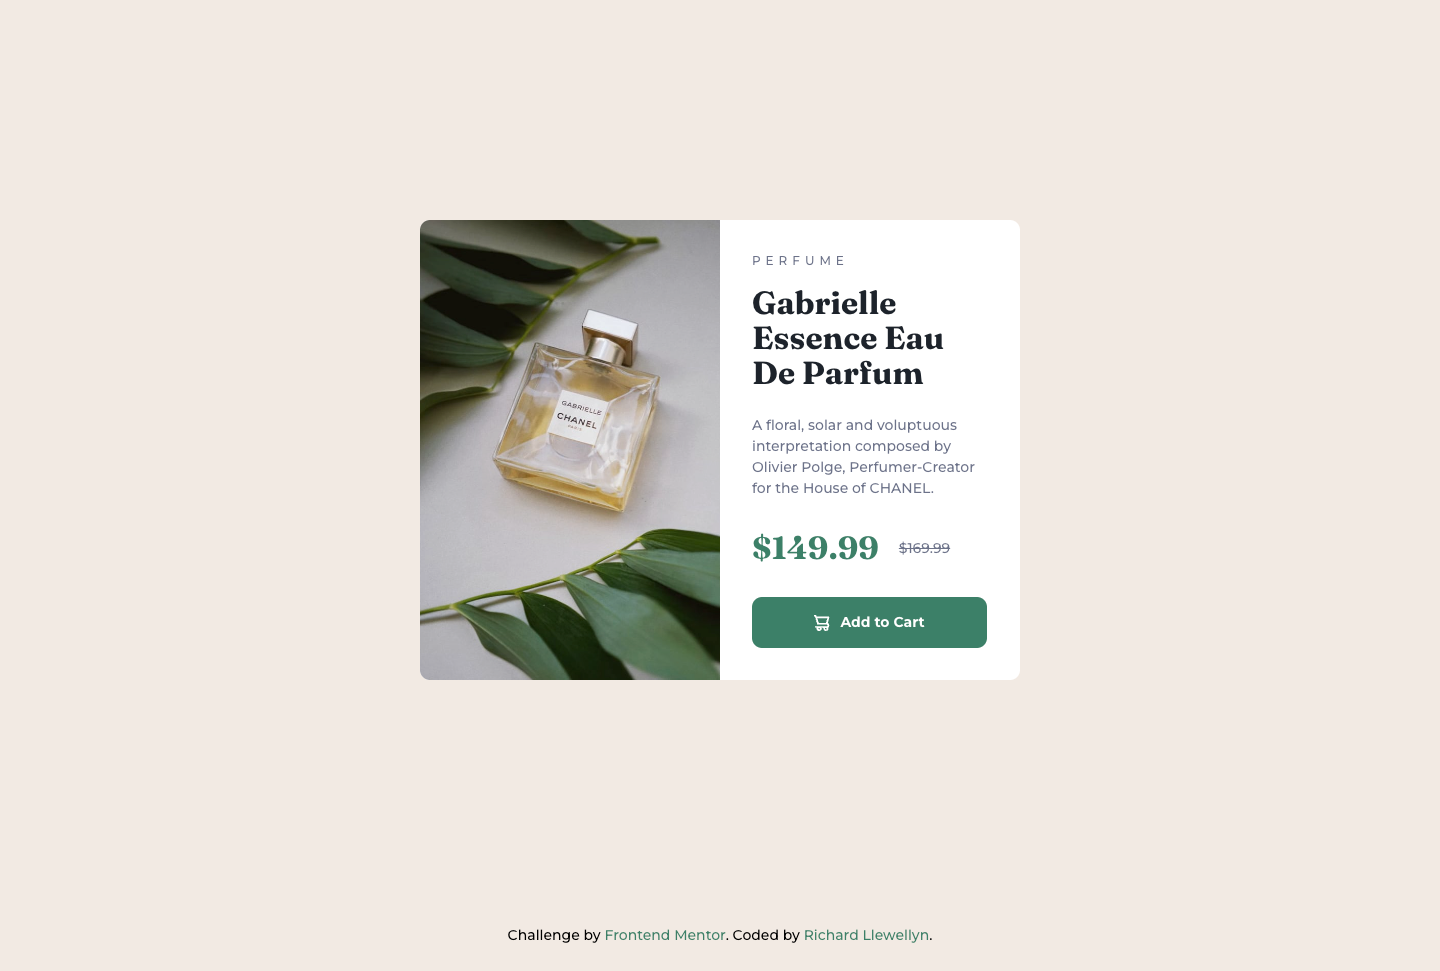 GABRIELLE
CHANEL
PARIS
PERFUME
Gabrielle
Essence Eau
De Parfum
A floral, solar and voluptuous
interpretation composed by
Olivier Polge, Perfumer-Creator
for the House of CHANEL.
$149.99 $169.99
Add to Cart
Challenge by Frontend Mentor. Coded by Richard Llewellyn.